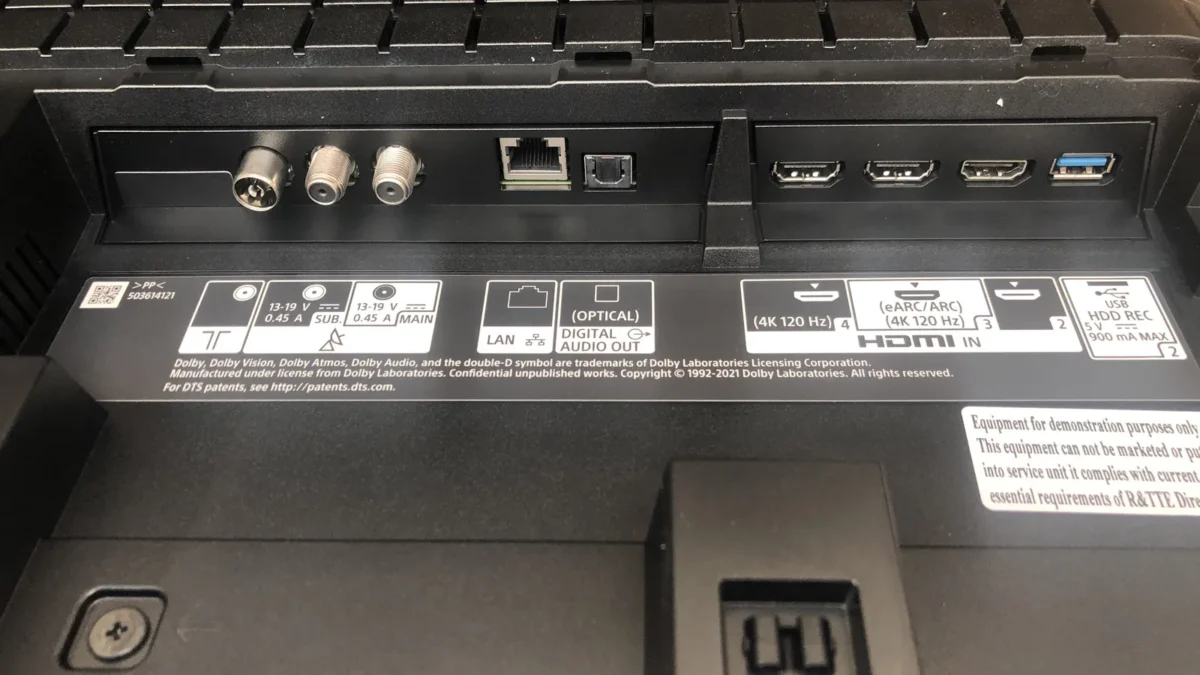 >PP<
503614121
13-19 V
0.45 A
SUB.
13-19 V
0.45 A
MAIN
LAN
(OPTICAL)
DIGITAL
AUDIO OUT
(4K 120 Hz)
4
(eARC/ARC)
(4K 120 Hz)
3
2
HDMI IN
USB
HDD REC
5 V
900 mA MAX
2
Dolby, Dolby Vision, Dolby Atmos, Dolby Audio, and the double-D symbol are trademarks of Dolby Laboratories Licensing Corporation.
Manufactured under license from Dolby Laboratories. Confidential unpublished works. Copyright © 1992-2021 Dolby Laboratories. All rights reserved.
For DTS patents, see http://patents.dts.com.
Equipment for demonstration purposes only
This equipment can not be marketed or pu
into service unit it complies with current
essential requirements of R&TTE Dire